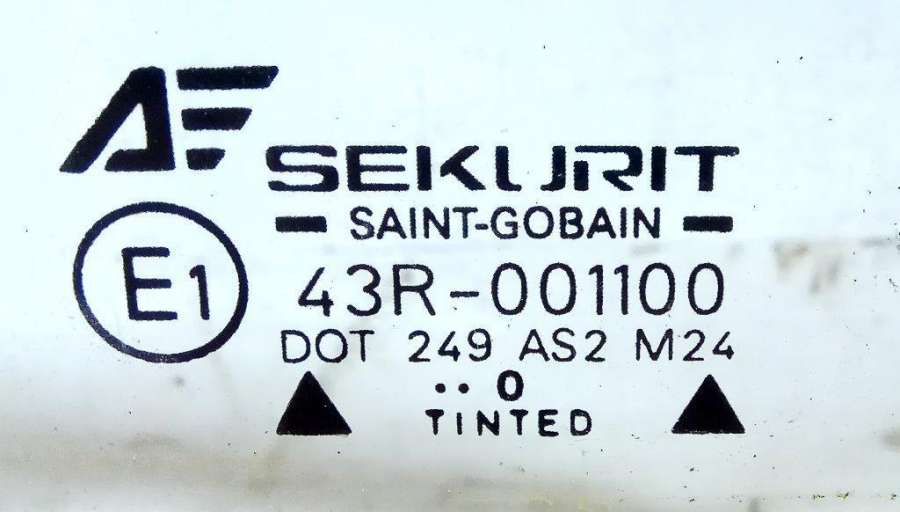 AF
SEKURIT
SAINT-GOBAIN
E1
43R-001100
DOT 249 AS2 M24
.. 0
TINTED